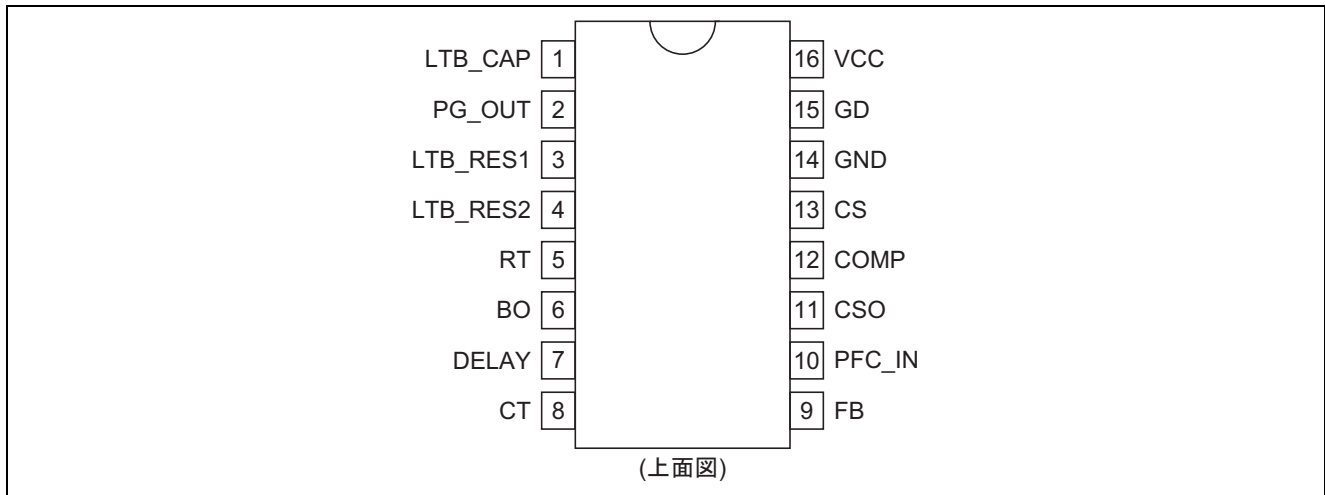 LTB_CAP 1 16 VCC
PG_OUT 2 15 GD
LTB_RES1 3 14 GND
LTB_RES2 4 13 CS
RT 5 12 COMP
BO 6 11 CSO
DELAY 7 10 PFC_IN
CT 8 9 FB
(上面図)